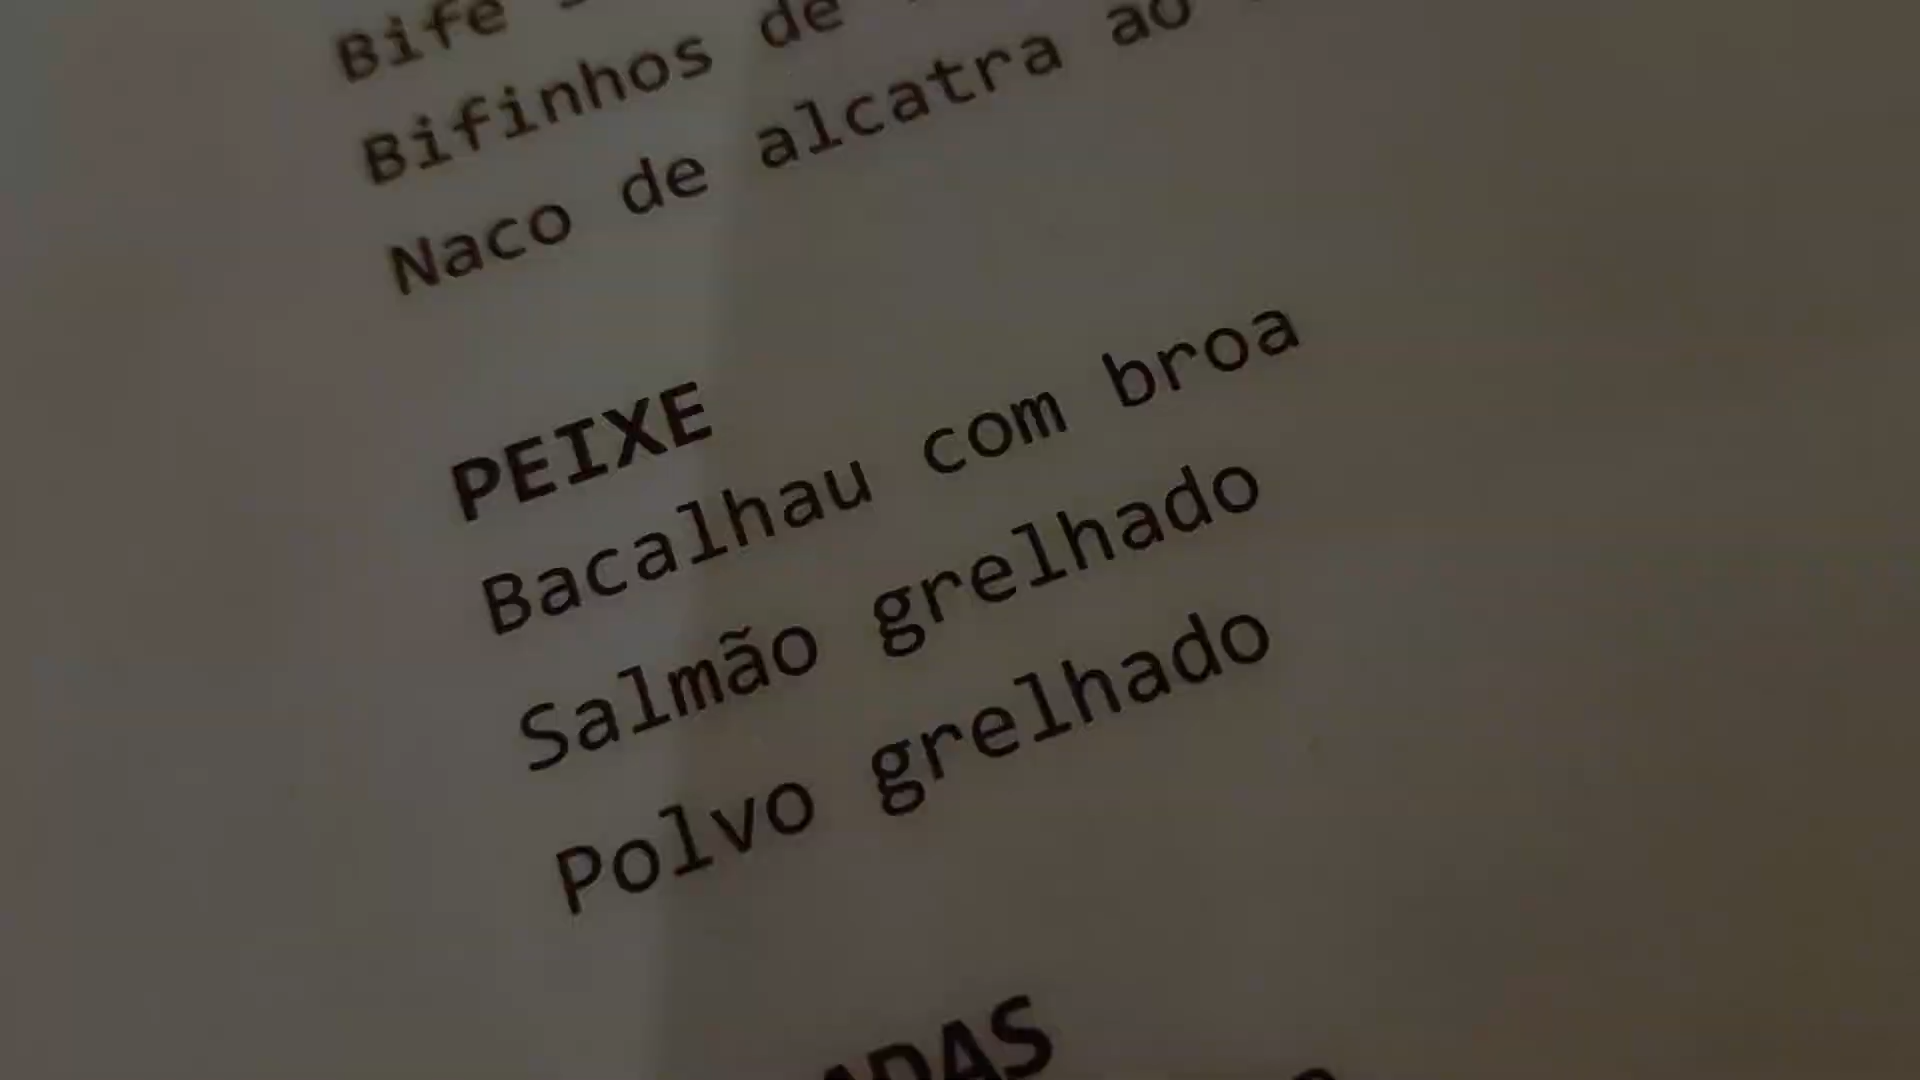 Bife
Bifinhos de
Naco de alcatra ao
PEIXE
Bacalhau com broa
Salmão grelhado
Polvo grelhado